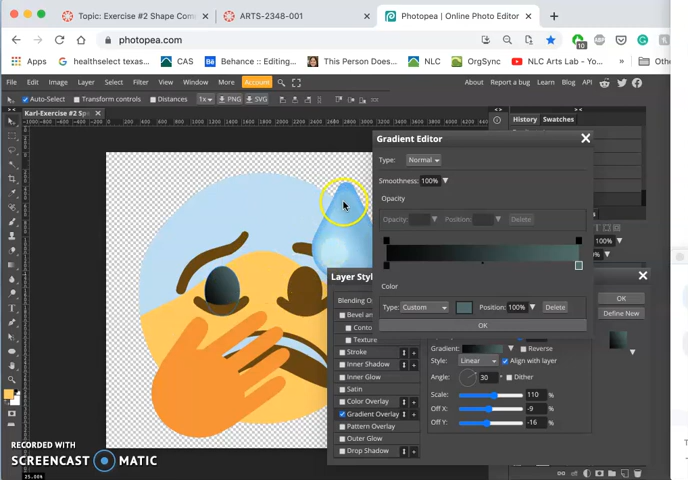 Topic: Exercise #2 Shape Com
ARTS-2348-001
Photopea | Online Photo Editor
photopea.com
10
Apps
healthselect texas...
CAS
Behance :: Editing...
This Person Does...
NLC
OrgSync
NLC Arts Lab - You...
»
File Edit Image Layer Select Filter View Window More Account
About Report a bug Learn Blog API
Auto-Select Transform controls Distances 1x PNG SVG
Karl-Exercise #2 Sp
History Swatches
Gradient Editor
Type: Normal
Smoothness: 100%
Opacity
Opacity: Position: Delete
Color
Type: Custom Position: 100% Delete
OK
Layer Styl
Blending O
Bevel an
Conto
Texture
Stroke
Inner Shadow
Inner Glow
Satin
Color Overlay
Gradient Overlay
Pattern Overlay
Outer Glow
Drop Shadow
Gradient: Reverse
Style: Linear Align with layer
Angle: 30 ° Dither
Scale: 110 %
Off X: -9 %
Off Y: -16 %
OK
Define New
25.00%
RECORDED WITH
SCREENCAST MATIC